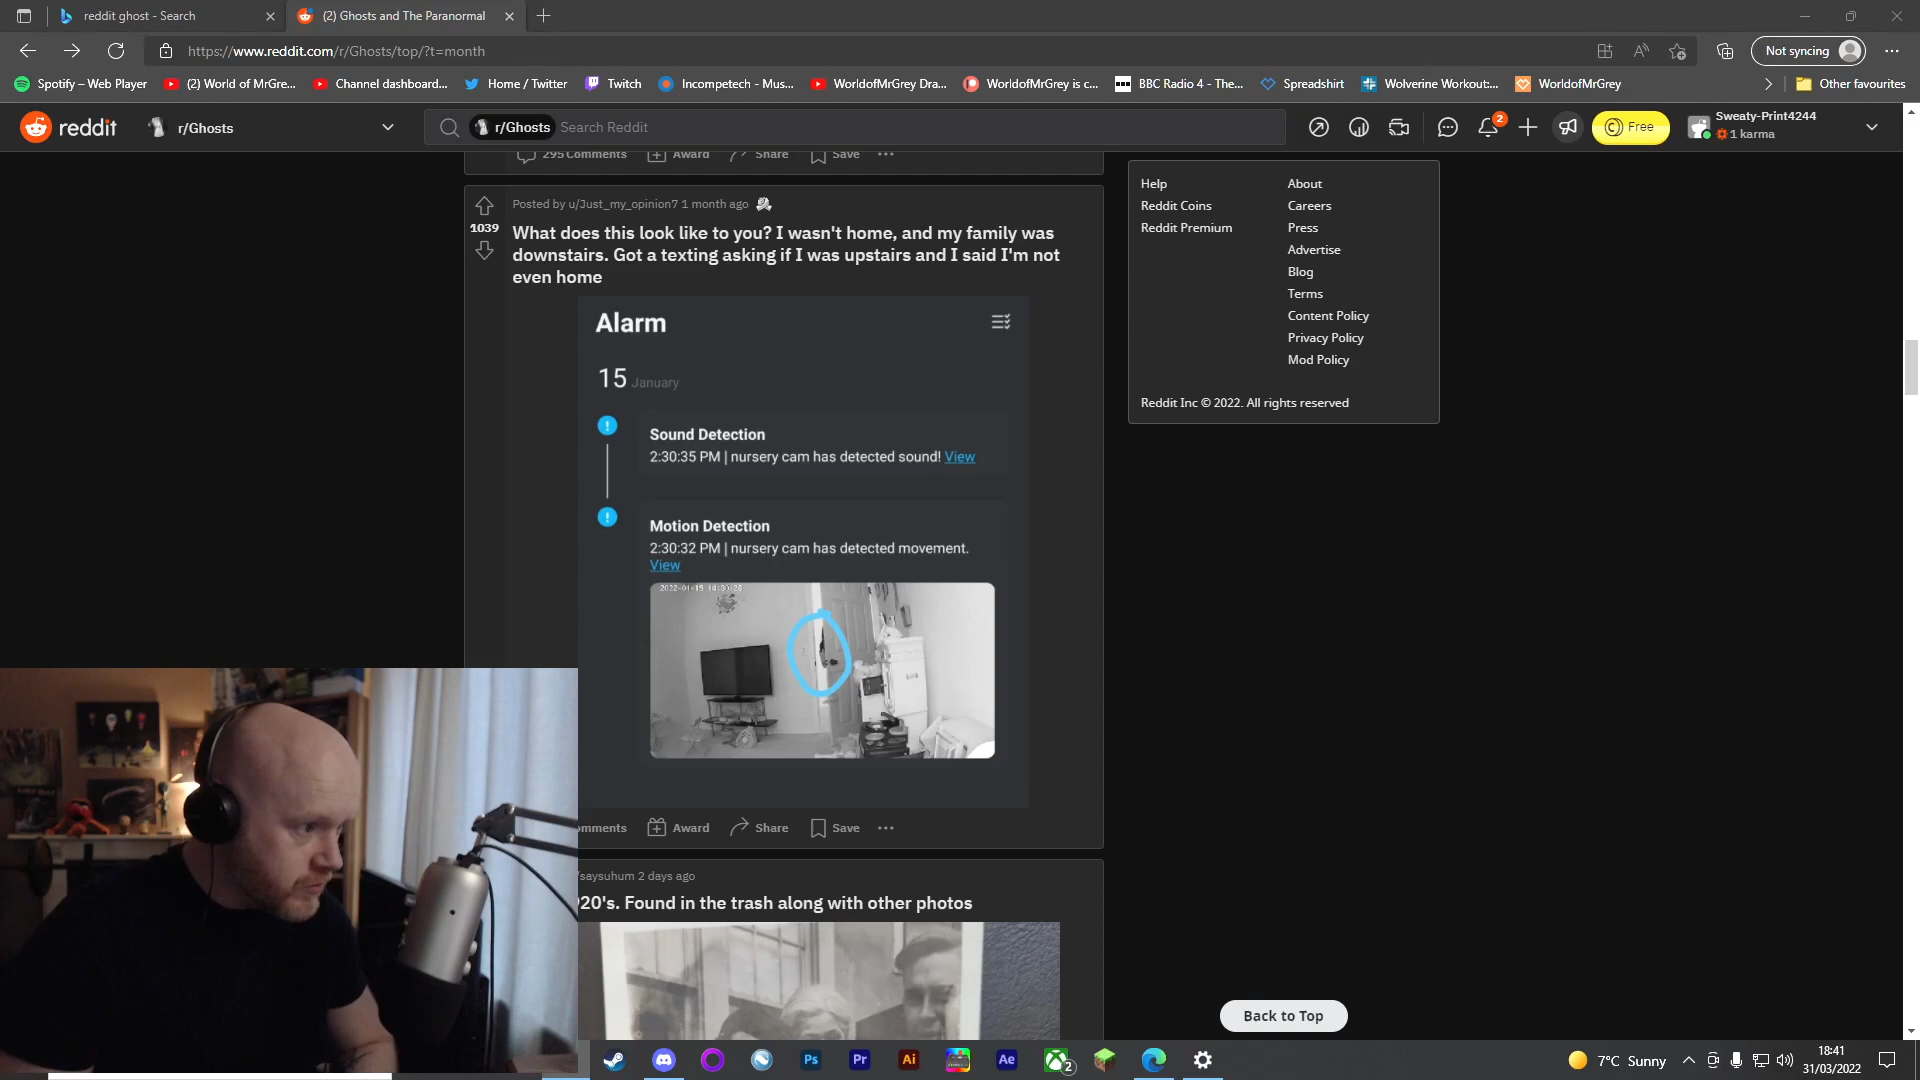 reddit ghost - Search
(2) Ghosts and The Paranormal
https://www.reddit.com/r/Ghosts/top/?t=month
Not syncing
Spotify – Web Player
(2) World of MrGre...
Channel dashboard...
Home / Twitter
Twitch
Incompetech - Mus...
WorldofMrGrey Dra...
WorldofMrGrey is c...
BBC Radio 4 - The...
Spreadshirt
Wolverine Workout:...
WorldofMrGrey
Other favourites
reddit
r/Ghosts
r/Ghosts Search Reddit
2
Free
Sweaty-Print4244
1 karma
295 Comments
Award
Share
Save
Posted by u/Just_my_opinion7 1 month ago
1039
What does this look like to you? I wasn't home, and my family was
downstairs. Got a texting asking if I was upstairs and I said I'm not
even home
Alarm
15 January
Sound Detection
2:30:35 PM | nursery cam has detected sound! View
Motion Detection
2:30:32 PM | nursery cam has detected movement.
View
omments
Award
Share
Save
/saysuhum 2 days ago
20's. Found in the trash along with other photos
Help
Reddit Coins
Reddit Premium
About
Careers
Press
Advertise
Blog
Terms
Content Policy
Privacy Policy
Mod Policy
Reddit Inc © 2022. All rights reserved
Back to Top
Ps
Pr
Ai
Ae
2
7°C Sunny
18:41
31/03/2022